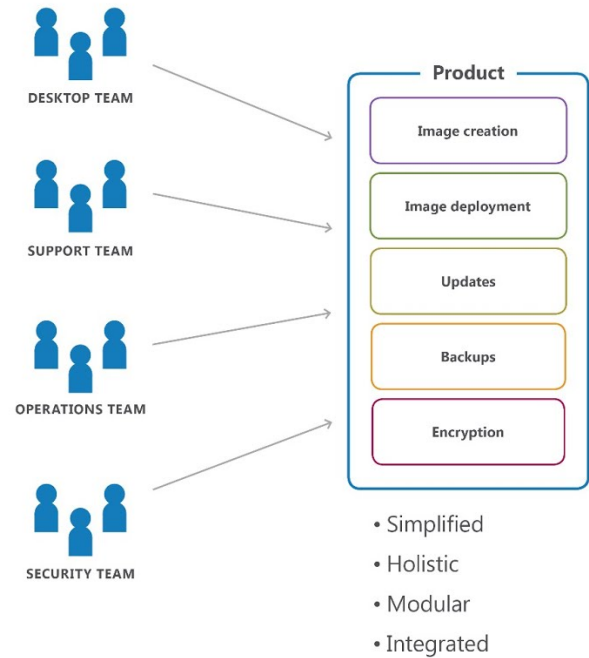 DESKTOP TEAM
SUPPORT TEAM
OPERATIONS TEAM
SECURITY TEAM
Product
Image creation
Image deployment
Updates
Backups
Encryption
• Simplified
• Holistic
• Modular
• Integrated